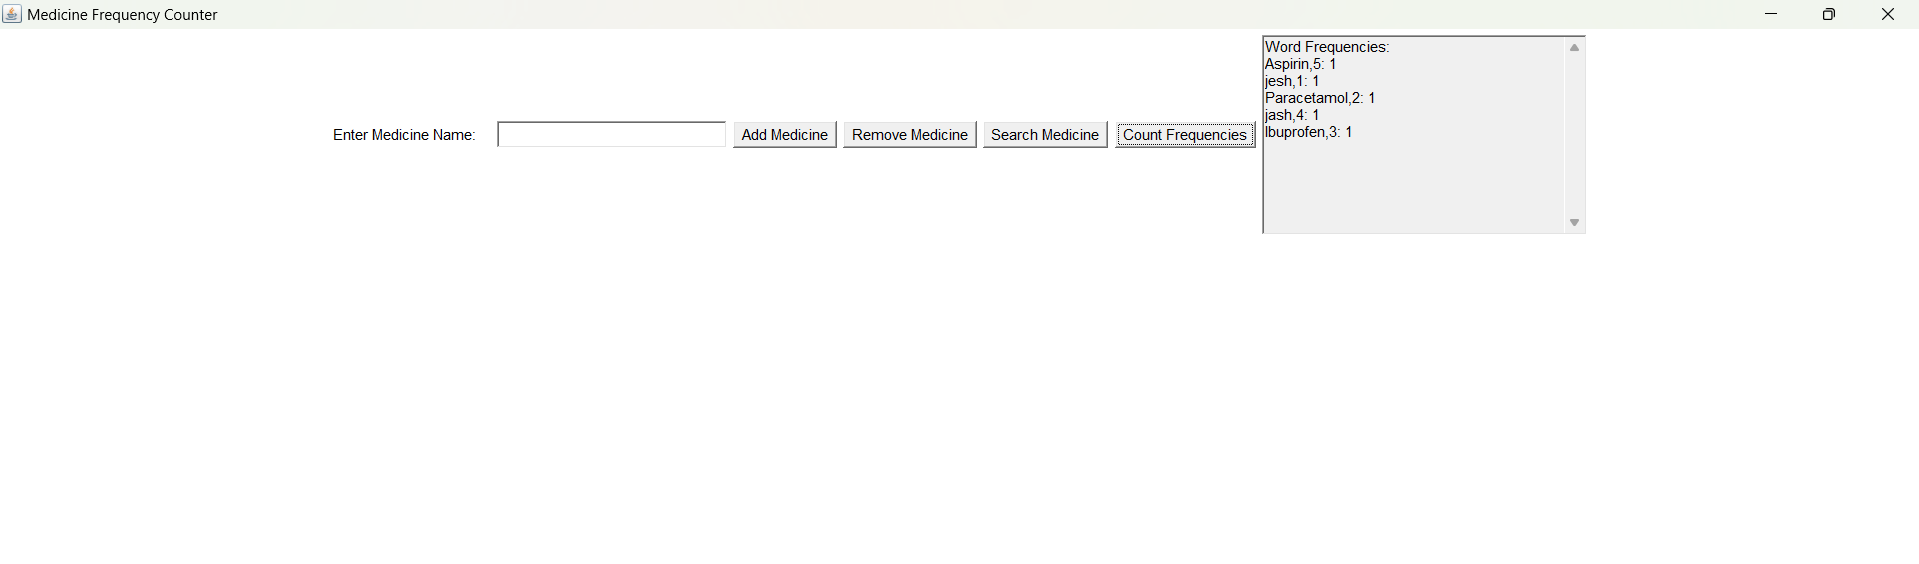 Medicine Frequency Counter
Enter Medicine Name:
Add Medicine
Remove Medicine
Search Medicine
Count Frequencies
Word Frequencies:
Aspirin,5: 1
jesh,1: 1
Paracetamol,2: 1
jash,4: 1
Ibuprofen,3: 1